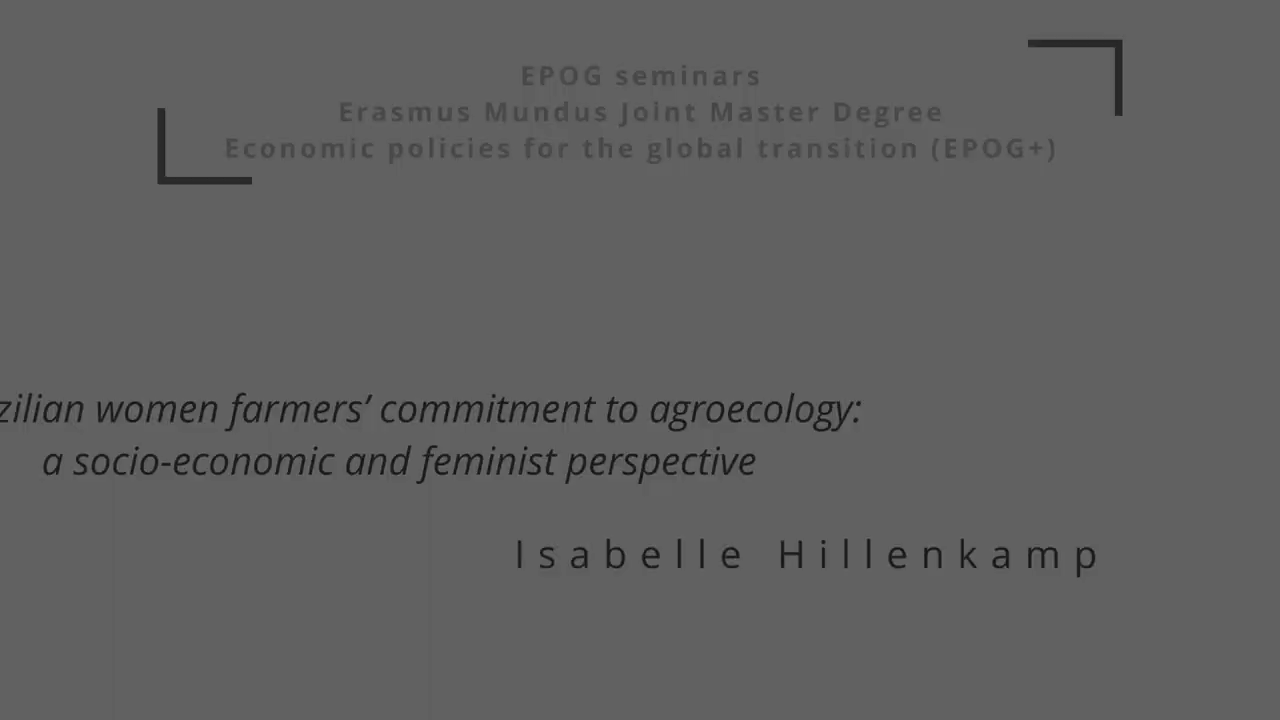 EPOG seminars
Erasmus Mundus Joint Master Degree
Economic policies for the global transition (EPOG+)
zilian women farmers’ commitment to agroecology:
a socio-economic and feminist perspective
Isabelle Hillenkamp